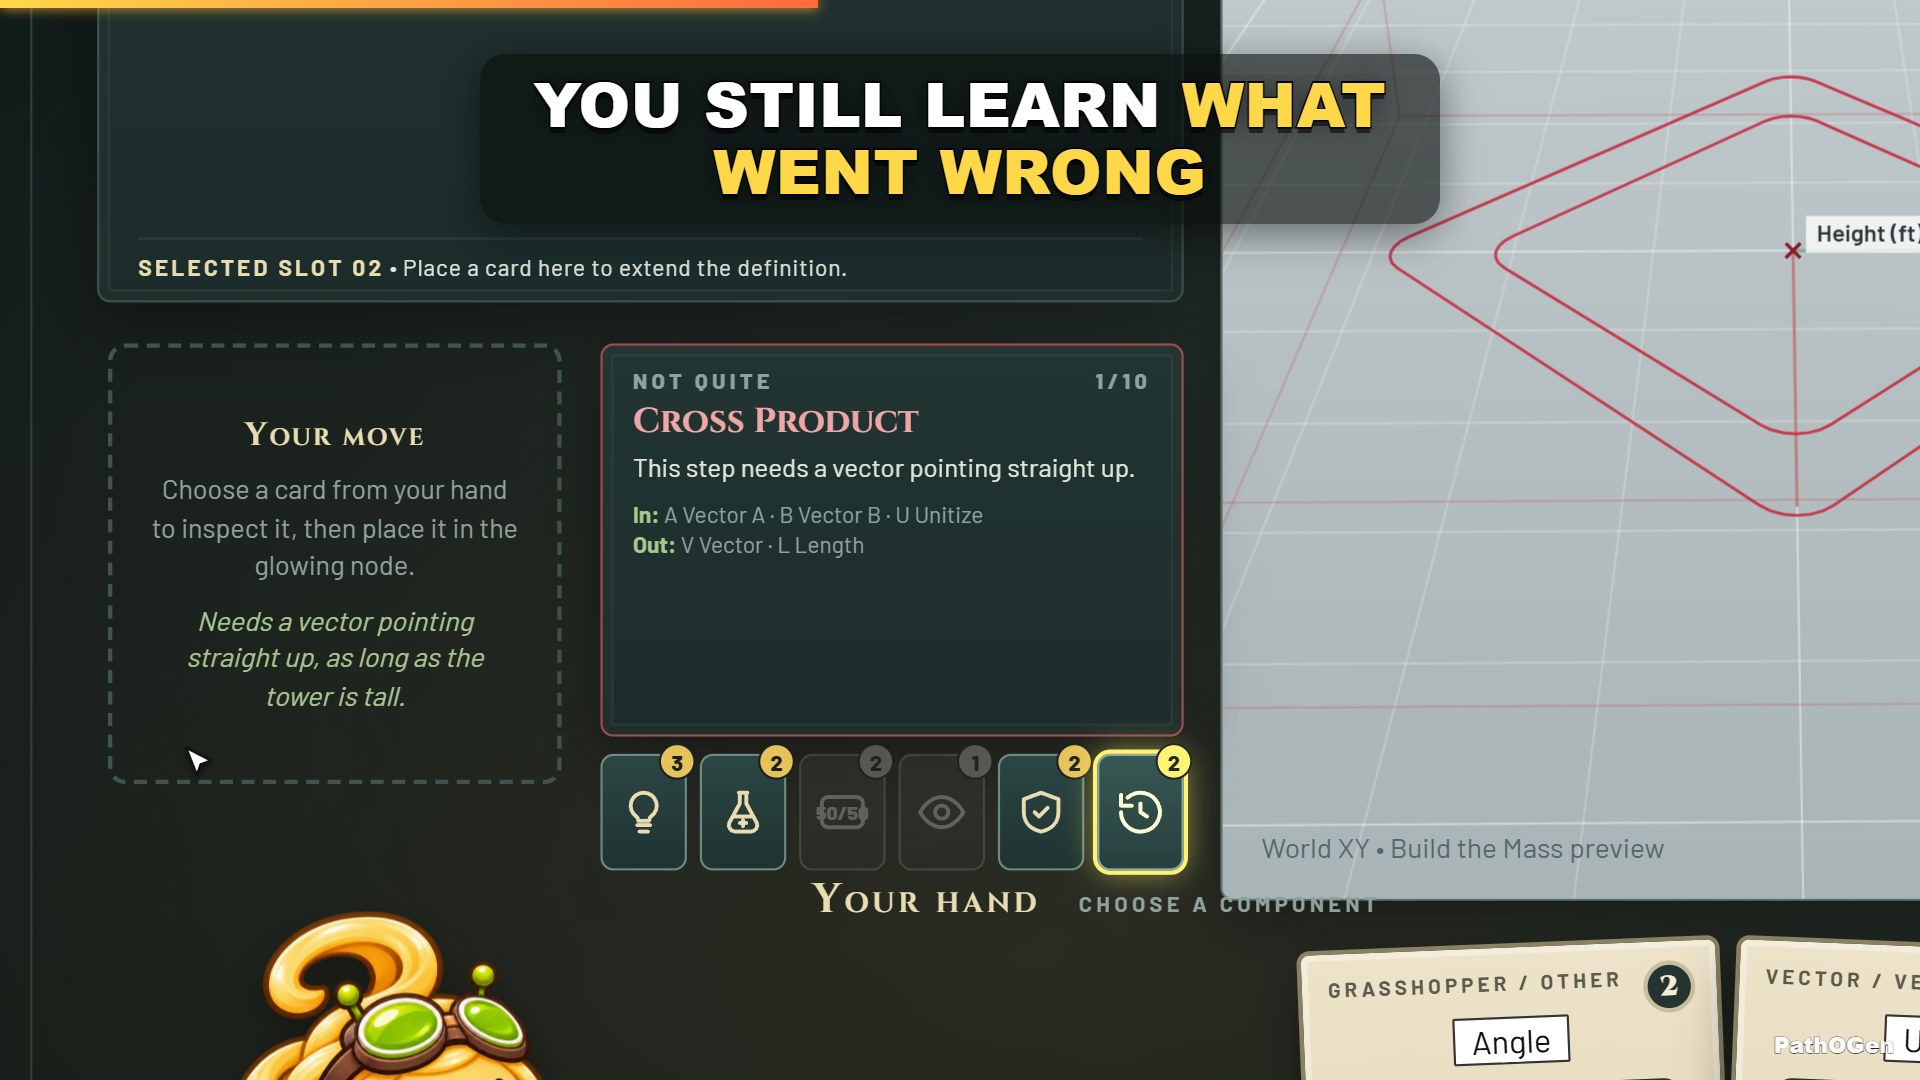 YOU STILL LEARN WHAT
WENT WRONG
SELECTED SLOT 02 • Place a card here to extend the definition.
Height (ft)
YOUR MOVE
Choose a card from your hand
to inspect it, then place it in the
glowing node.
Needs a vector pointing
straight up, as long as the
tower is tall.
NOT QUITE 1/10
CROSS PRODUCT
This step needs a vector pointing straight up.
In: A Vector A · B Vector B · U Unitize
Out: V Vector · L Length
3 2 2 1 2 2
50/50
World XY • Build the Mass preview
YOUR HAND CHOOSE A COMPONENT
GRASSHOPPER / OTHER 2
Angle
VECTOR / VE
U
PathOGen